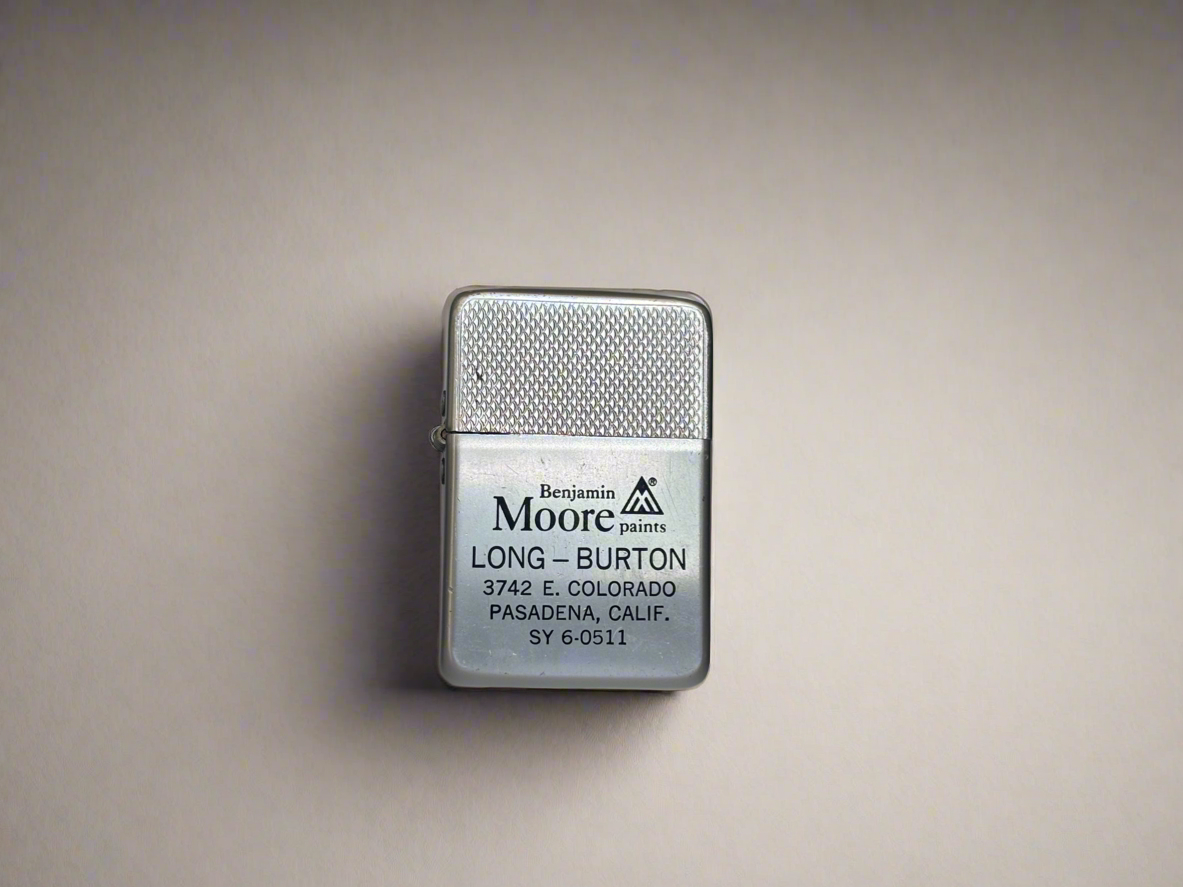 Benjamin
Moore paints
LONG – BURTON
3742 E. COLORADO
PASADENA, CALIF.
SY 6-0511